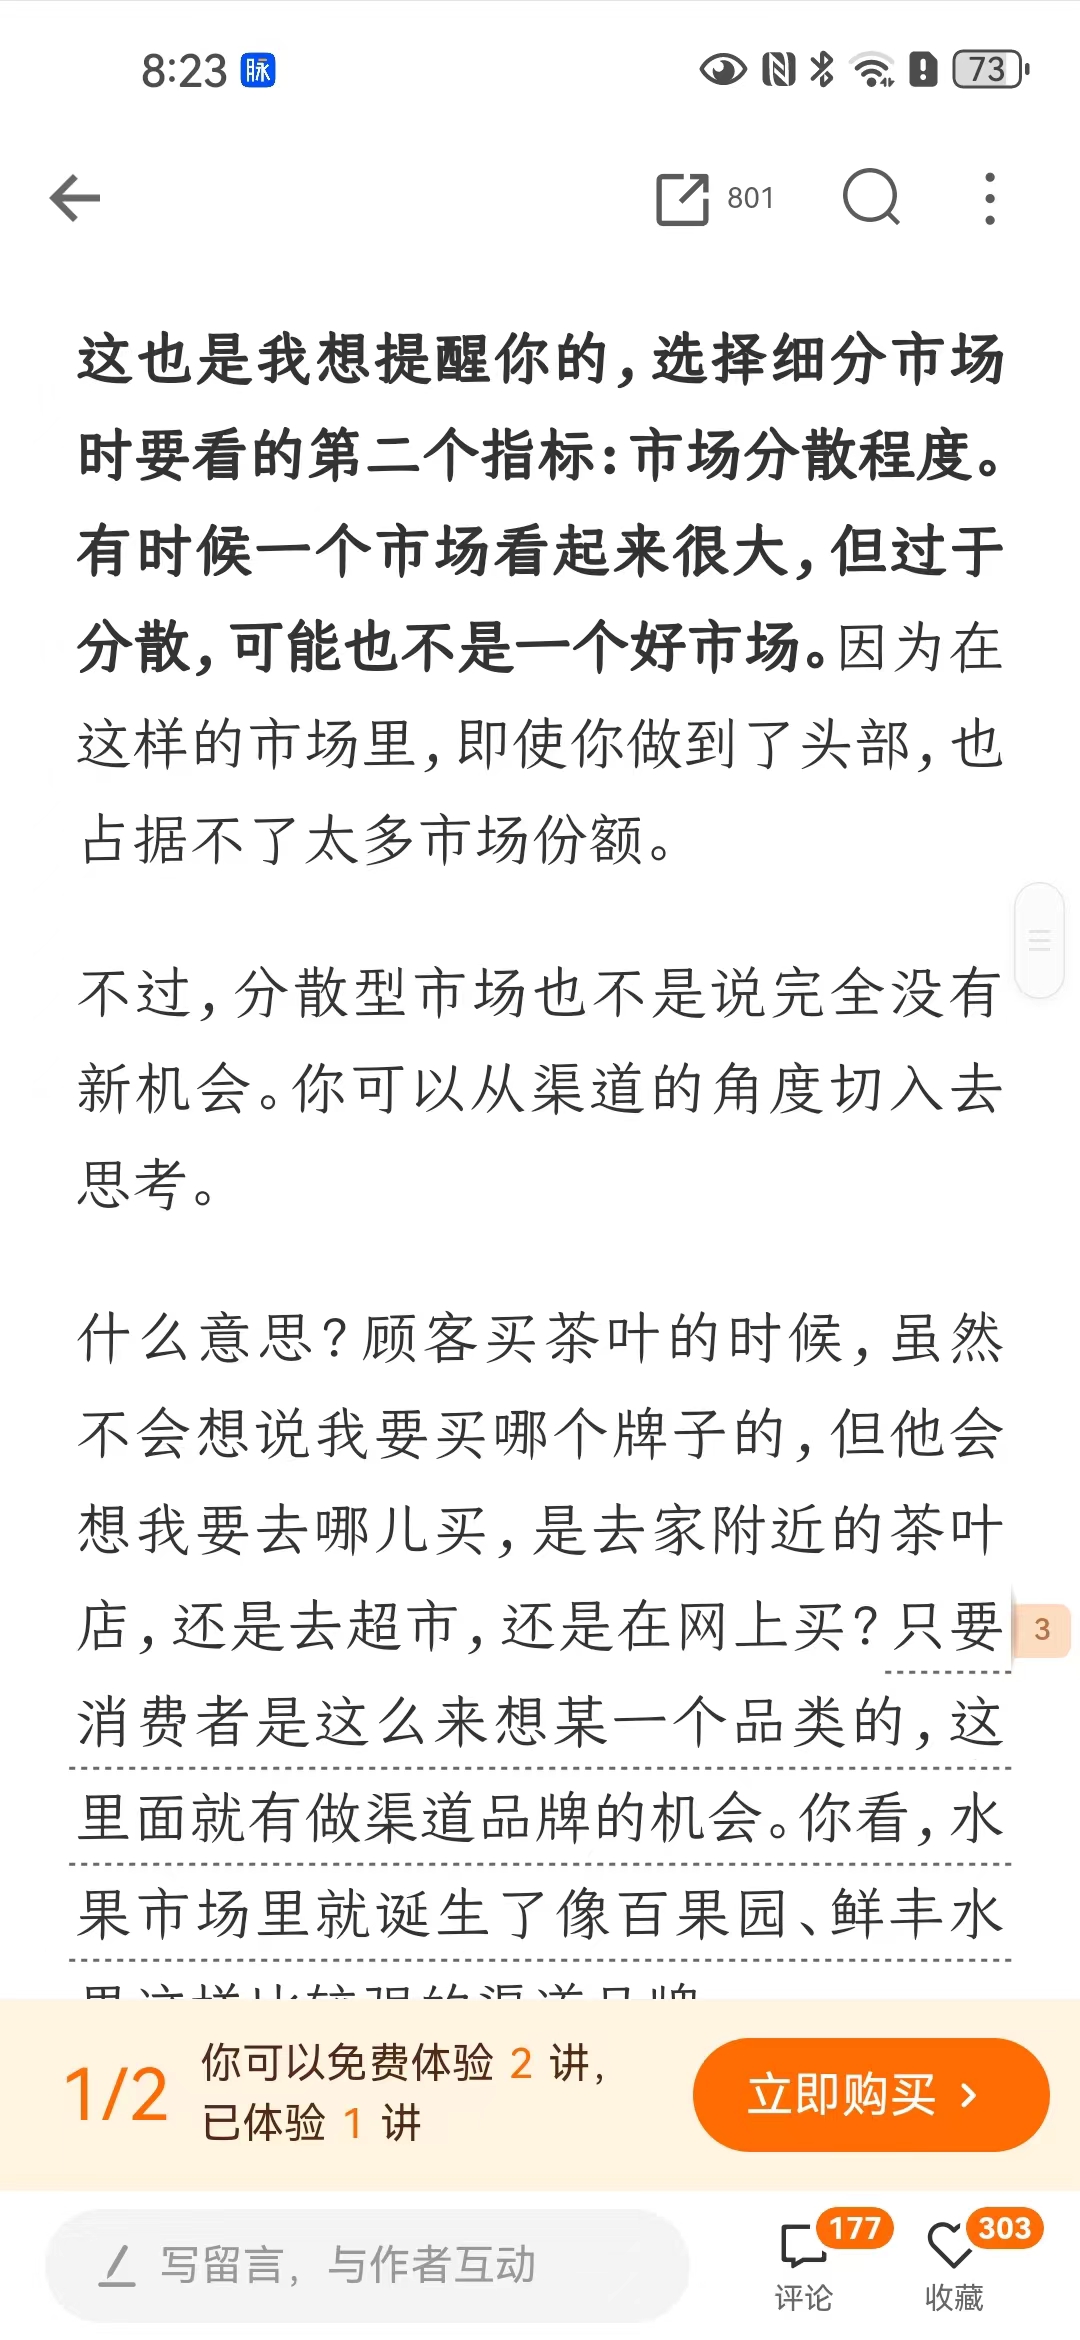 8:23 脉 73
801
这也是我想提醒你的，选择细分市场
时要看的第二个指标：市场分散程度。
有时候一个市场看起来很大，但过于
分散，可能也不是一个好市场。因为在
这样的市场里，即使你做到了头部，也
占据不了太多市场份额。
不过，分散型市场也不是说完全没有
新机会。你可以从渠道的角度切入去
思考。
什么意思？顾客买茶叶的时候，虽然
不会想说我要买哪个牌子的，但他会
想我要去哪儿买，是去家附近的茶叶
店，还是去超市，还是在网上买？只要
3
消费者是这么来想某一个品类的，这
里面就有做渠道品牌的机会。你看，水
果市场里就诞生了像百果园、鲜丰水
果这样比较强的渠道品牌
1/2
你可以免费体验 2 讲，
已体验 1 讲
立即购买
写留言，与作者互动
177
评论
303
收藏